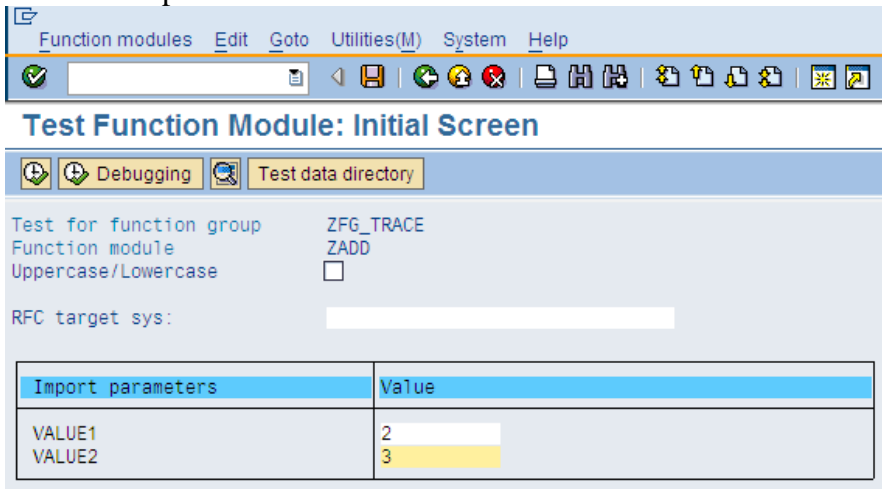 Function modules Edit Goto Utilities(M) System Help
Test Function Module: Initial Screen
Debugging Test data directory
Test for function group ZFG_TRACE
Function module ZADD
Uppercase/Lowercase
RFC target sys:
Import parameters Value
VALUE1 2
VALUE2 3